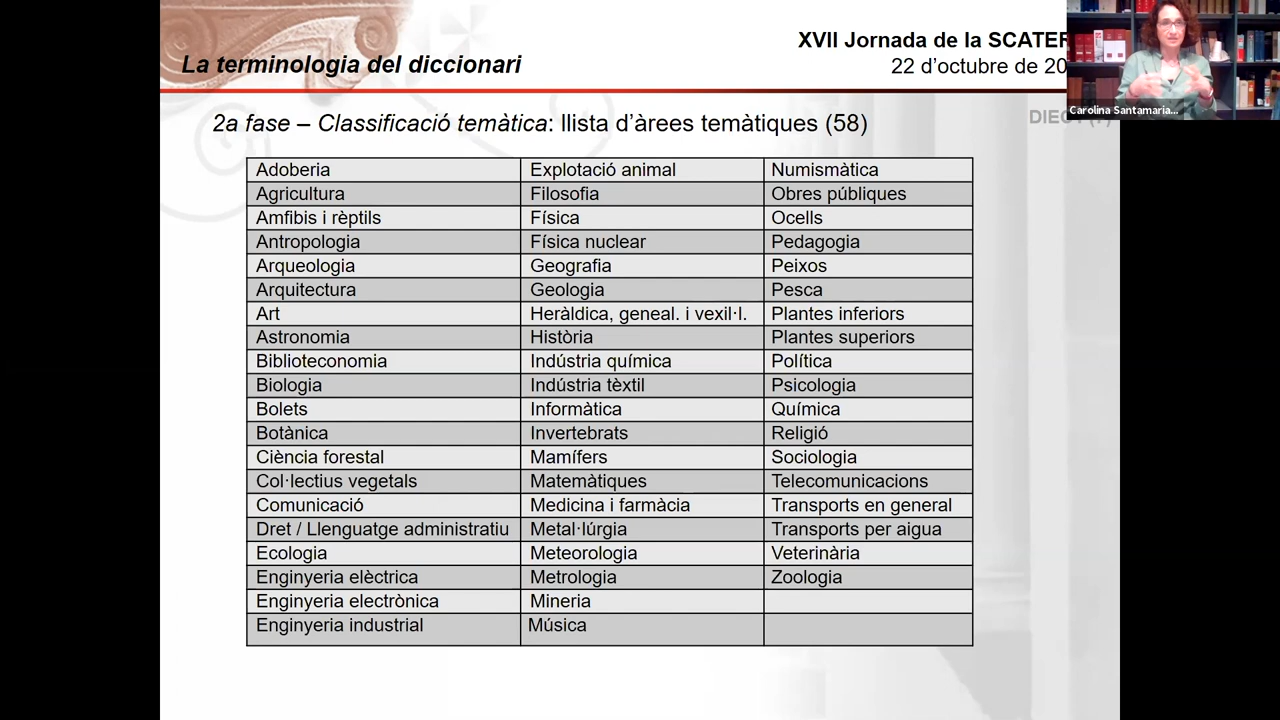 La terminologia del diccionari
XVII Jornada de la
22 d'octubre de
Carolina Santamaria...
2a fase – Classificació temàtica: llista d'àrees temàtiques (58)
Adoberia Explotació animal Numismàtica
Agricultura Filosofia Obres públiques
Amfibis i rèptils Física Ocells
Antropologia Física nuclear Pedagogia
Arqueologia Geografia Peixos
Arquitectura Geologia Pesca
Art Heràldica, geneal. i vexil·l. Plantes inferiors
Astronomia Història Plantes superiors
Biblioteconomia Indústria química Política
Biologia Indústria tèxtil Psicologia
Bolets Informàtica Química
Botànica Invertebrats Religió
Ciència forestal Mamífers Sociologia
Col·lectius vegetals Matemàtiques Telecomunicacions
Comunicació Medicina i farmàcia Transports en general
Dret / Llenguatge administratiu Metal·lúrgia Transports per aigua
Ecologia Meteorologia Veterinària
Enginyeria elèctrica Metrologia Zoologia
Enginyeria electrònica Mineria
Enginyeria industrial Música